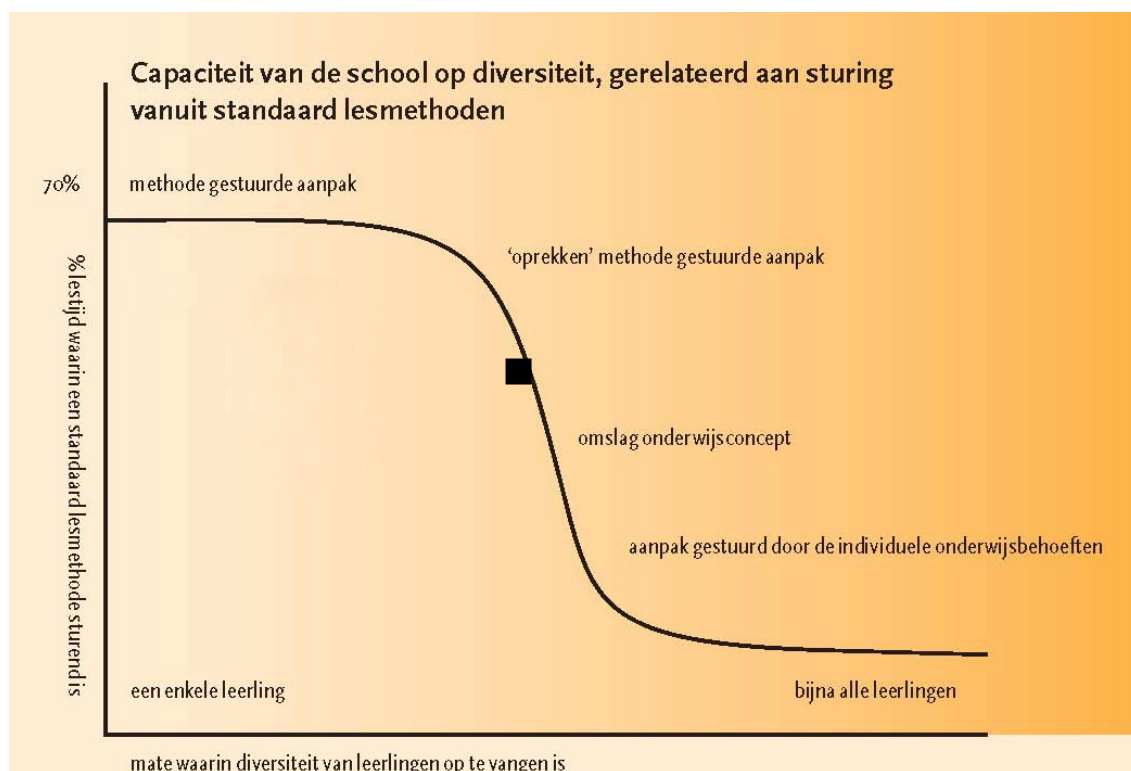 Capaciteit van de school op diversiteit, gerelateerd aan sturing
vanuit standaard lesmethoden
70%
methode gestuurde aanpak
‘oprekken’ methode gestuurde aanpak
% lestijd waarin een standaard lesmethode sturend is
omslag onderwijsconcept
aanpak gestuurd door de individuele onderwijsbehoeften
een enkele leerling
bijna alle leerlingen
mate waarin diversiteit van leerlingen op te vangen is